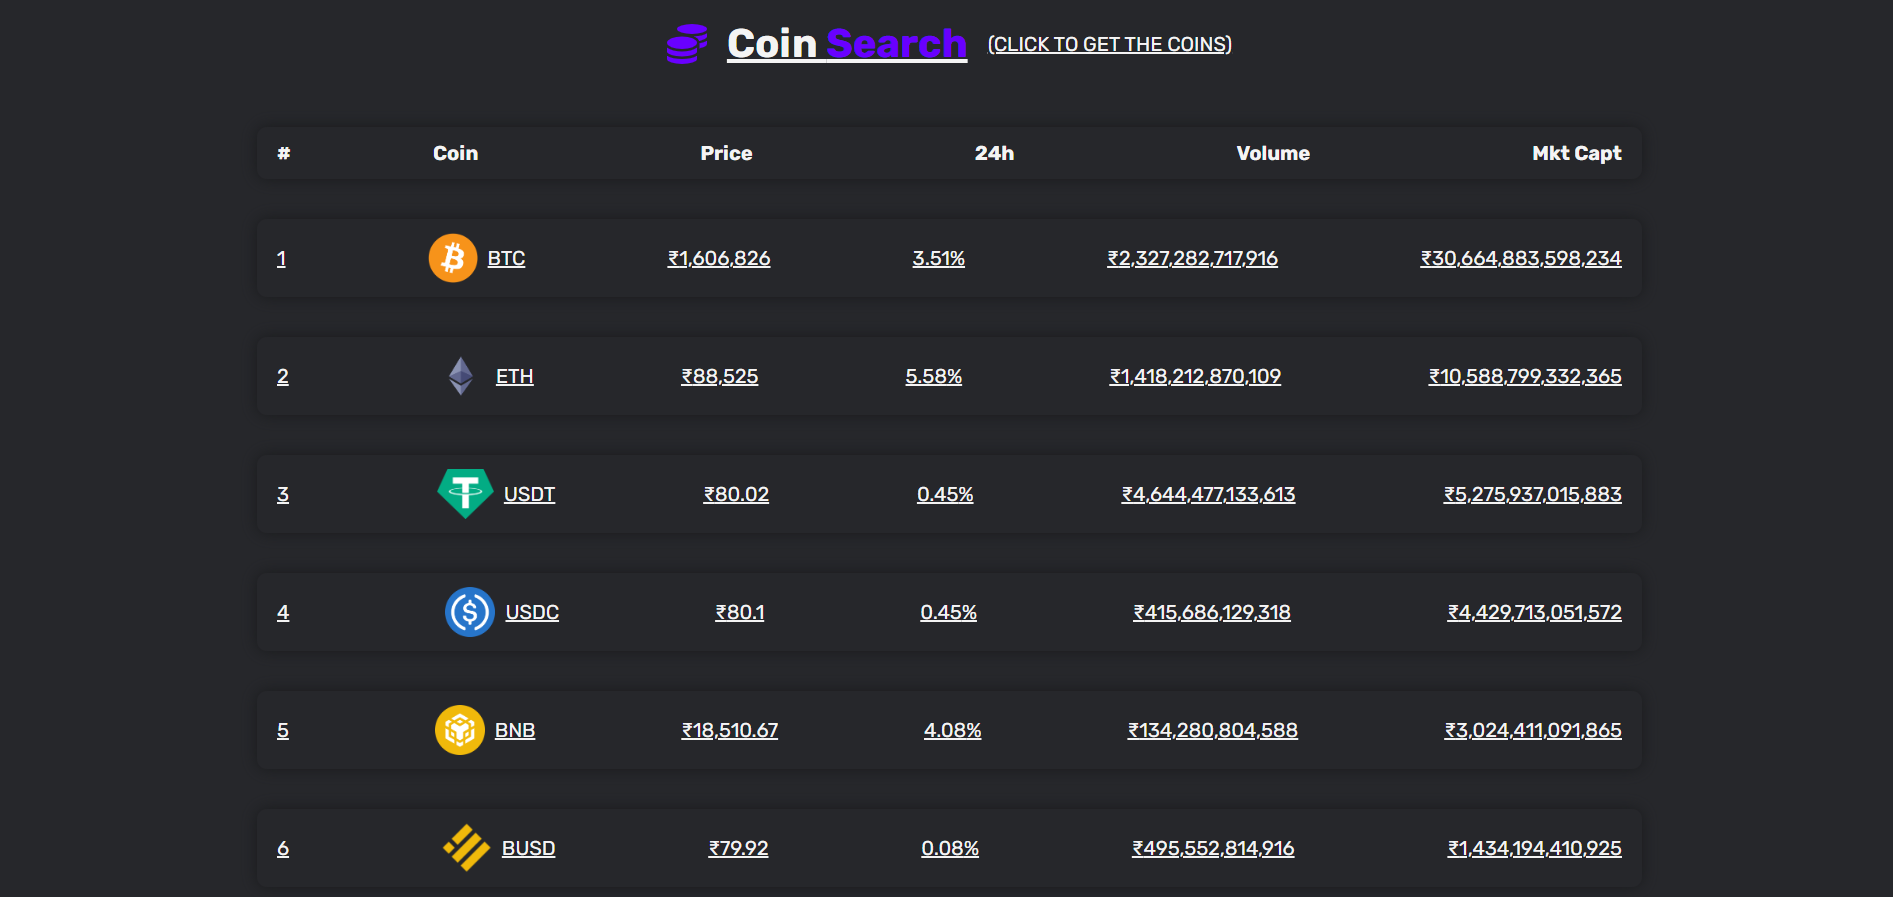 Coin Search (CLICK TO GET THE COINS)
# Coin Price 24h Volume Mkt Capt
1 BTC ₹1,606,826 3.51% ₹2,327,282,717,916 ₹30,664,883,598,234
2 ETH ₹88,525 5.58% ₹1,418,212,870,109 ₹10,588,799,332,365
3 USDT ₹80.02 0.45% ₹4,644,477,133,613 ₹5,275,937,015,883
4 USDC ₹80.1 0.45% ₹415,686,129,318 ₹4,429,713,051,572
5 BNB ₹18,510.67 4.08% ₹134,280,804,588 ₹3,024,411,091,865
6 BUSD ₹79.92 0.08% ₹495,552,814,916 ₹1,434,194,410,925